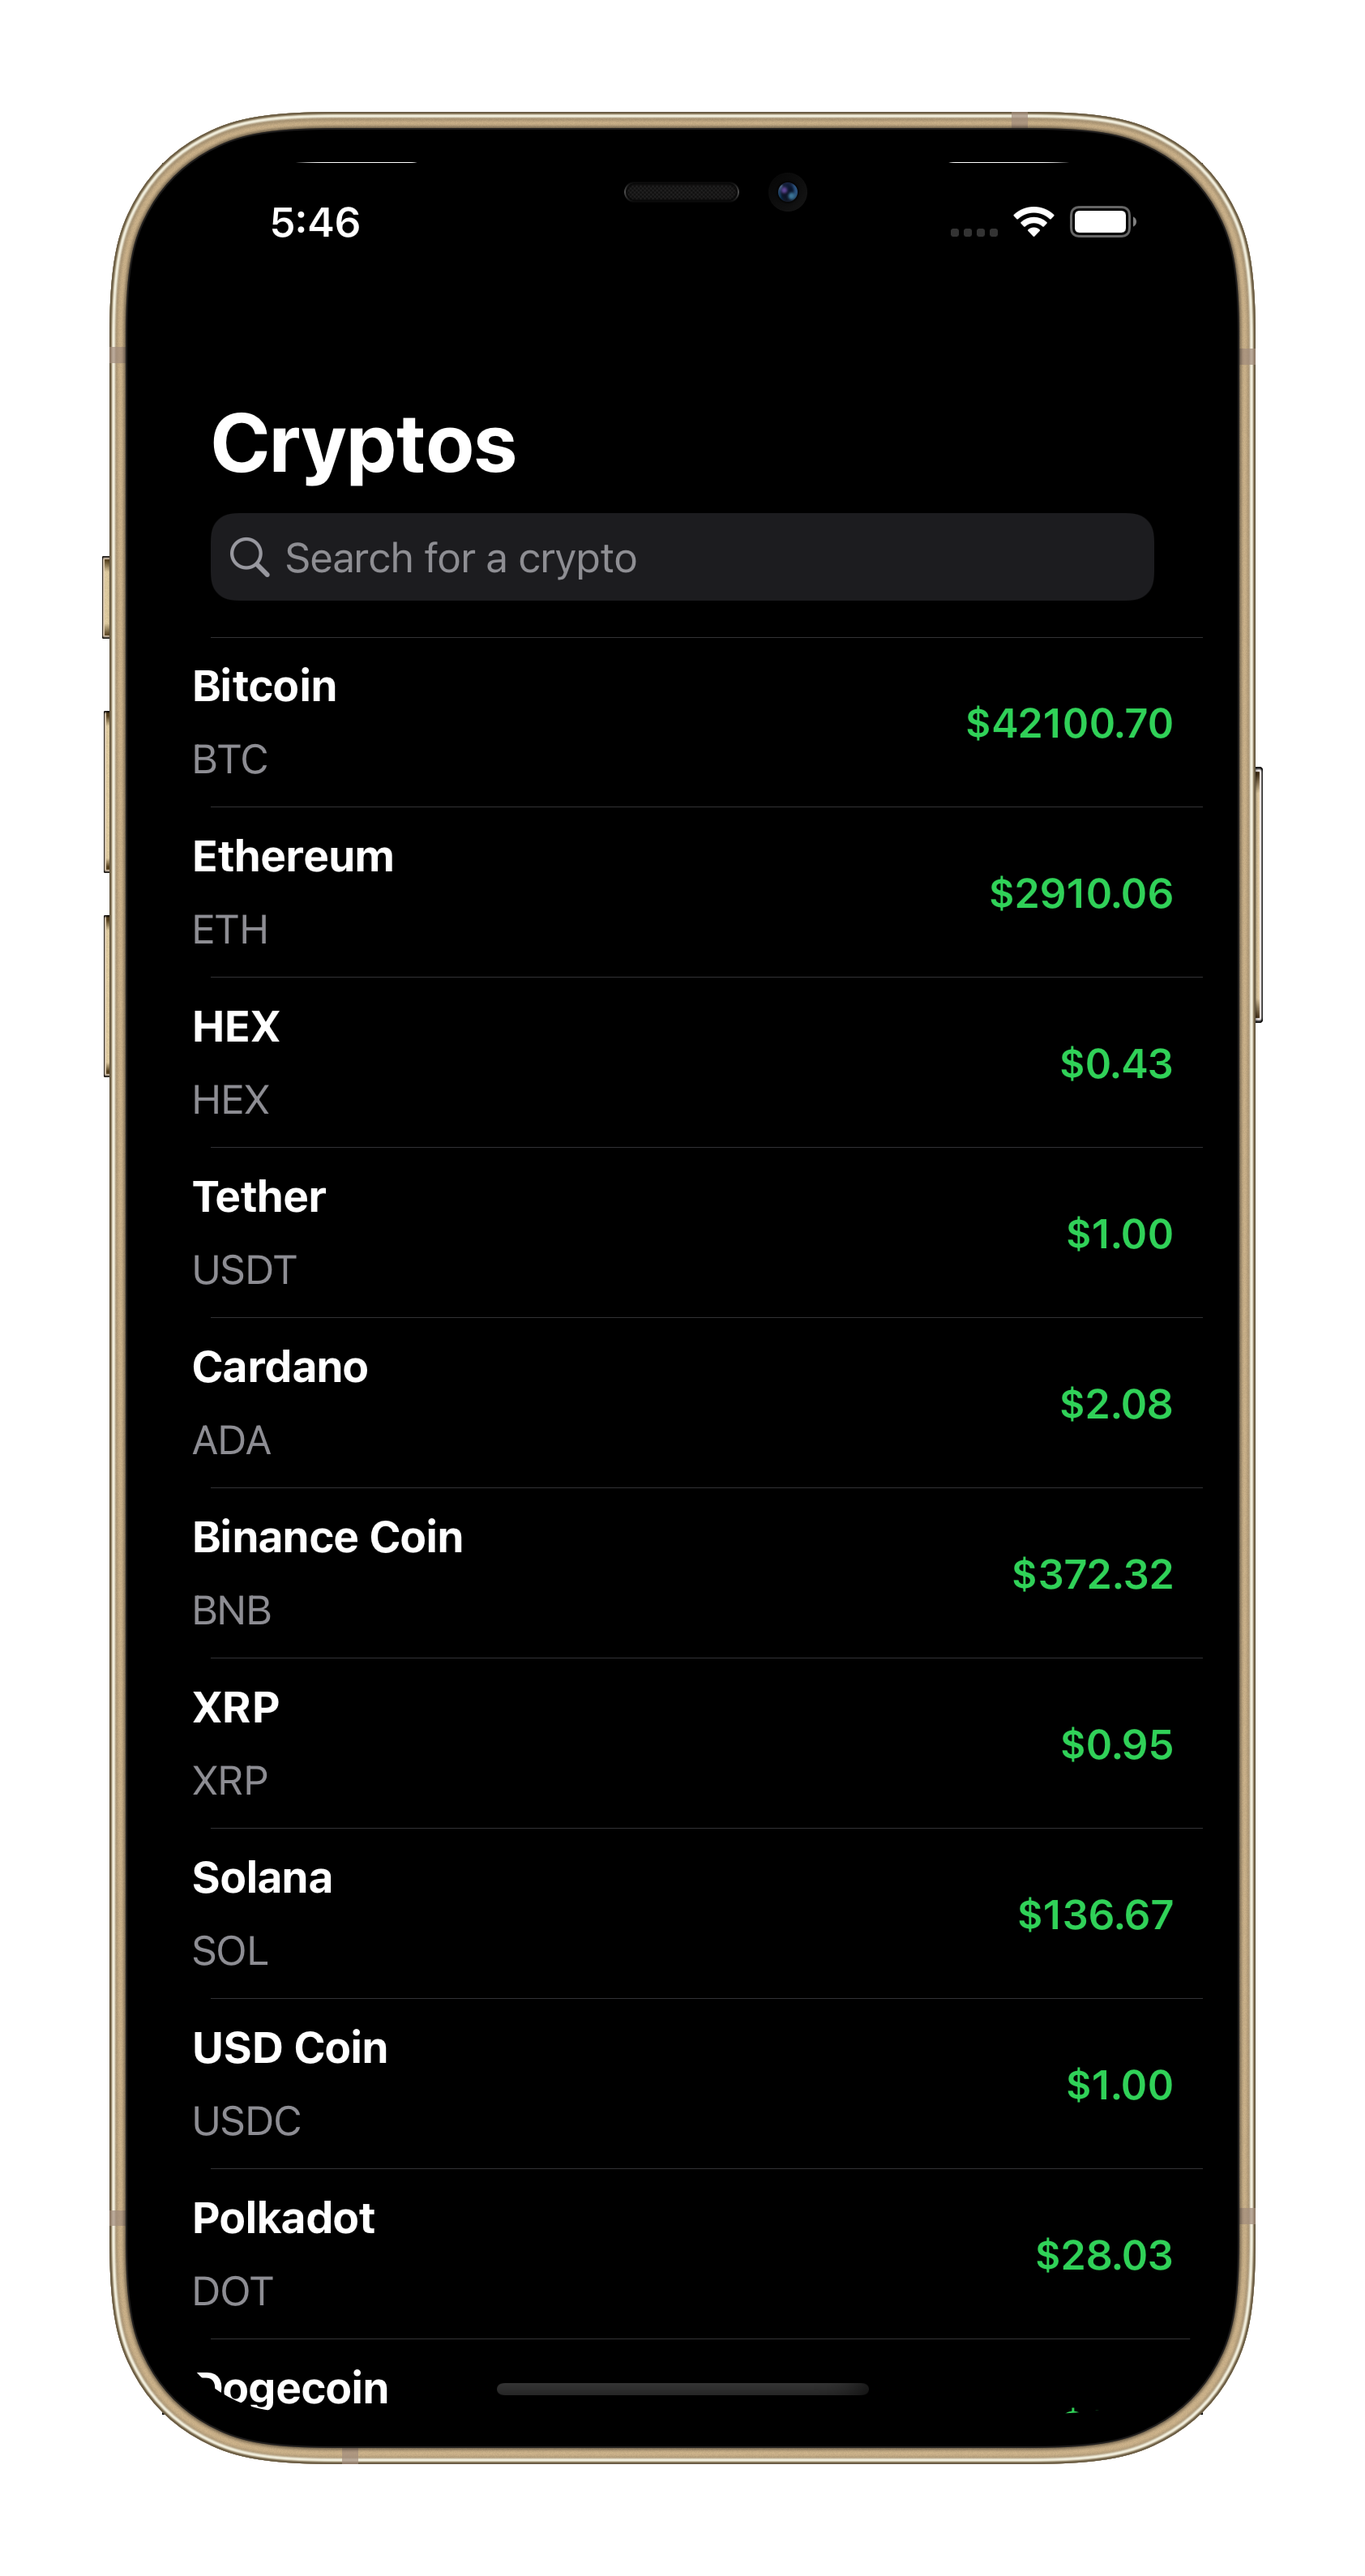 5:46
Cryptos
Search for a crypto
Bitcoin
$42100.70
BTC
Ethereum
$2910.06
ETH
HEX
$0.43
HEX
Tether
$1.00
USDT
Cardano
$2.08
ADA
Binance Coin
$372.32
BNB
XRP
$0.95
XRP
Solana
$136.67
SOL
USD Coin
$1.00
USDC
Polkadot
$28.03
DOT
Dogecoin